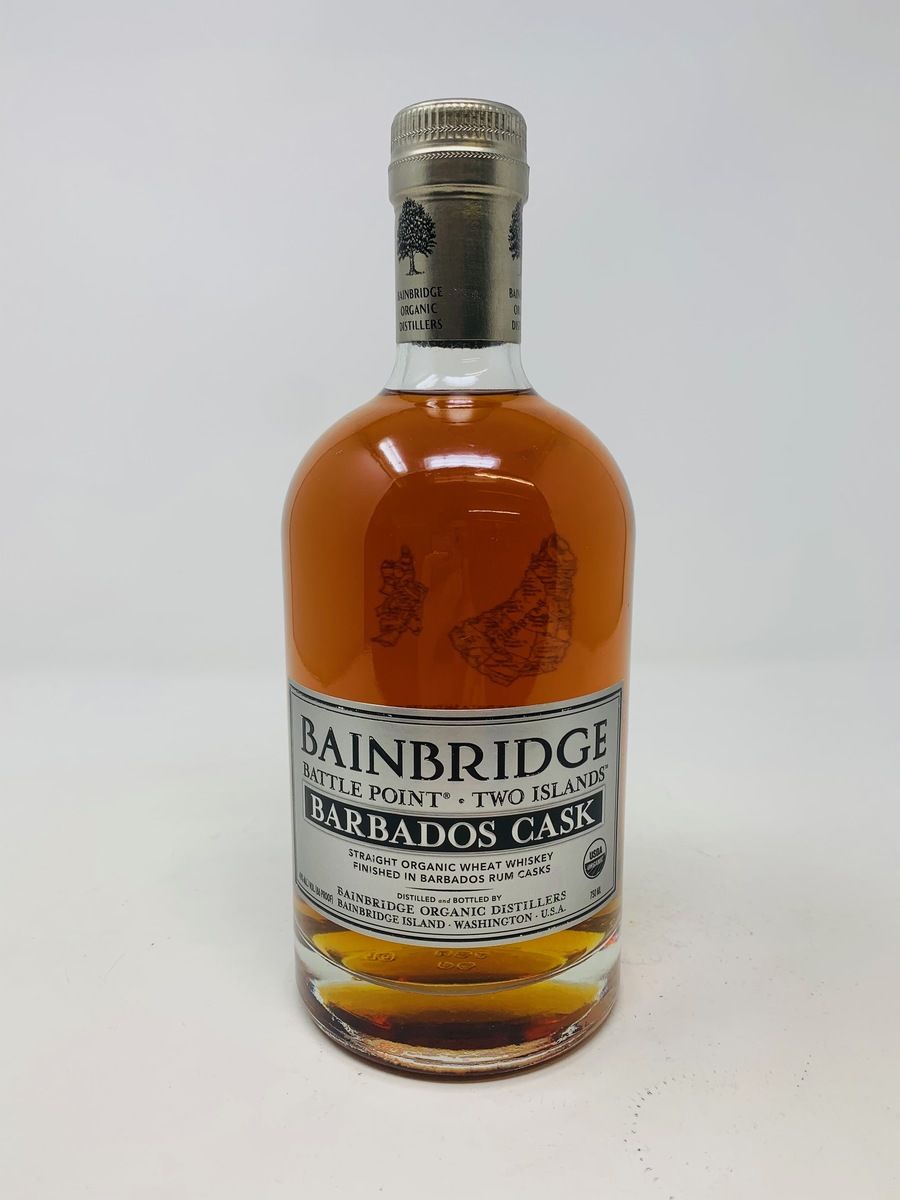 BAINBRIDGE
ORGANIC
DISTILLERS
BAINBRIDGE
BATTLE POINT® • TWO ISLANDS™
BARBADOS CASK
STRAIGHT ORGANIC WHEAT WHISKEY
FINISHED IN BARBADOS RUM CASKS
USDA
ORGANIC
DISTILLED and BOTTLED BY
BAINBRIDGE ORGANIC DISTILLERS
BAINBRIDGE ISLAND · WASHINGTON · U.S.A.
750 ML